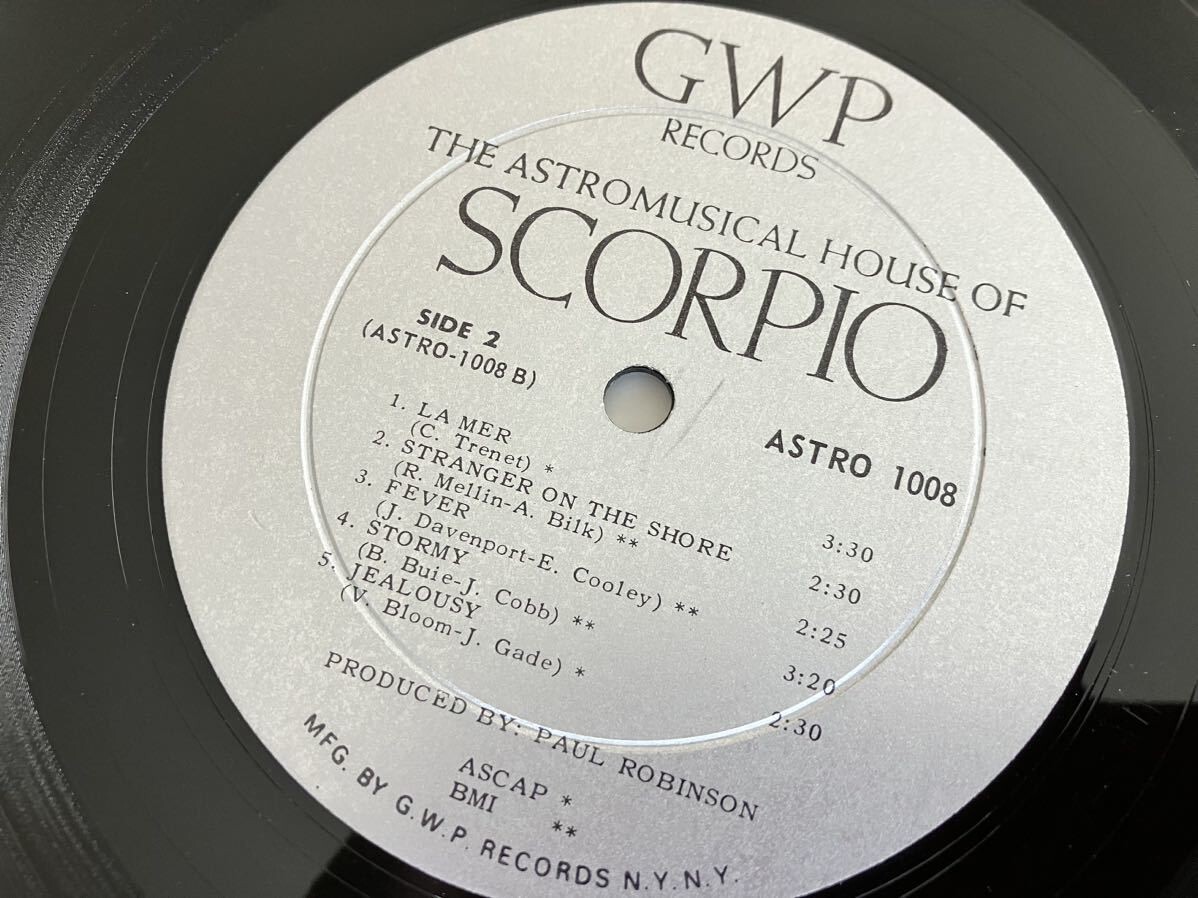 GWP
RECORDS
THE ASTROMUSICAL HOUSE OF
SCORPIO
SIDE 2
(ASTRO-1008 B)
ASTRO 1008
1. LA MER 3:30
(C. Trenet) *
2. STRANGER ON THE SHORE 2:30
(R. Mellin-A. Bilk) **
3. FEVER 2:25
(J. Davenport-E. Cooley) **
4. STORMY 3:20
(B. Buie-J. Cobb) **
5. JEALOUSY 2:30
(V. Bloom-J. Gade) *
PRODUCED BY: PAUL ROBINSON
ASCAP *
BMI **
MFG. BY G.W.P. RECORDS N.Y.N.Y.